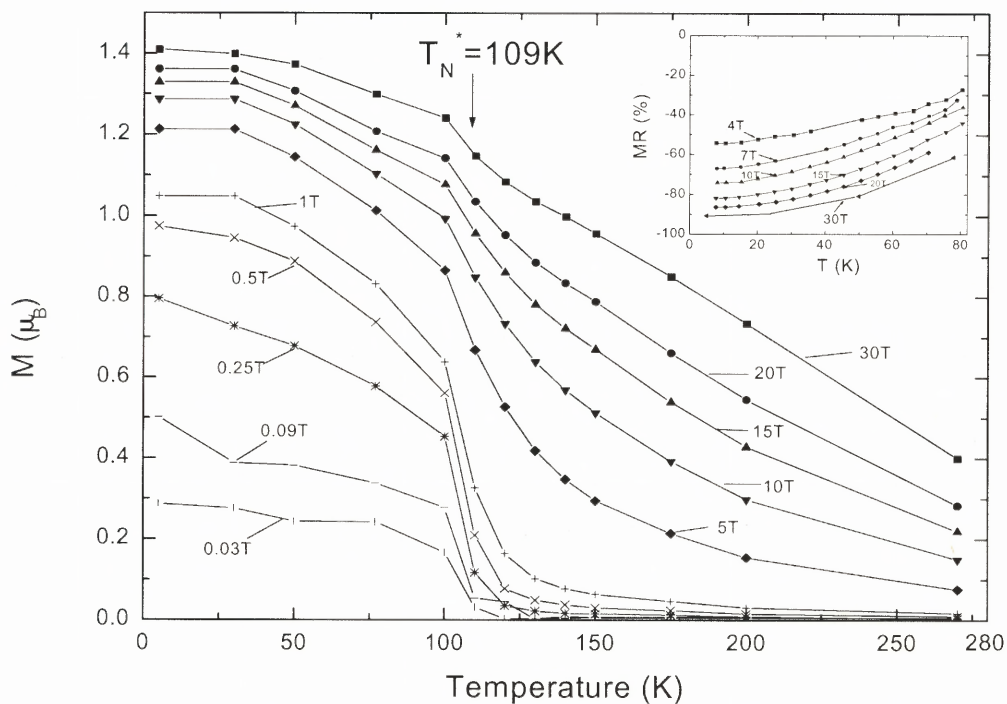 T_N^*=109K
M (μ_B)
1.4
1.2
1.0
0.8
0.6
0.4
0.2
0.0
0
50
100
150
200
250
280
Temperature (K)
1T
0.5T
0.25T
0.09T
0.03T
30T
20T
15T
10T
5T
MR (%)
0
-20
-40
-60
-80
-100
0
20
40
60
80
T (K)
4T
7T
10T
15T
20T
30T